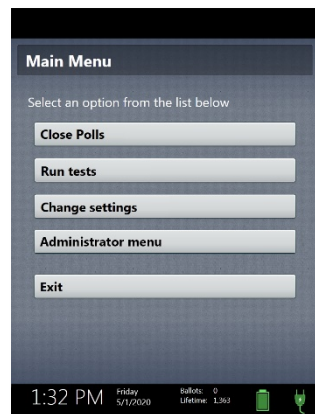 Main Menu
Select an option from the list below
Close Polls
Run tests
Change settings
Administrator menu
Exit
1:32 PM Friday 5/1/2020 Ballots: 0 Lifetime: 1,363